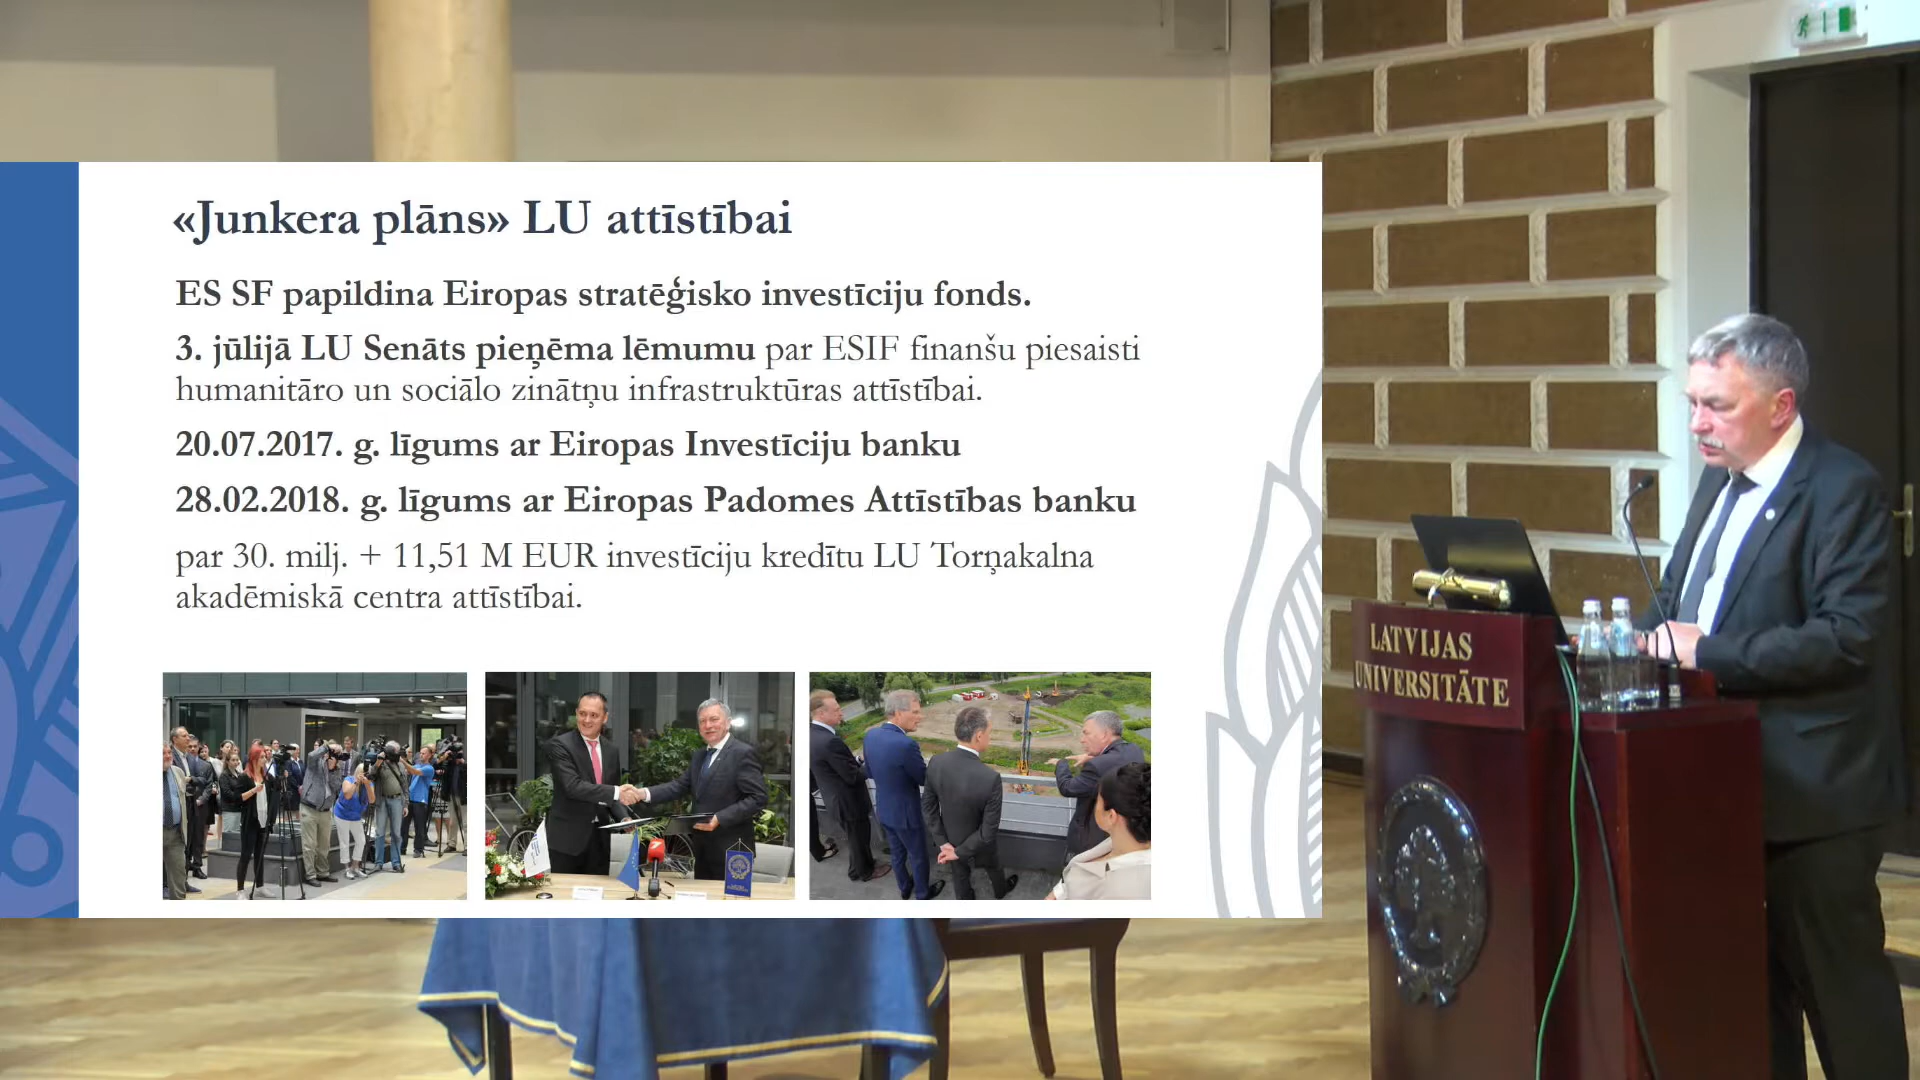 «Junkera plāns» LU attīstībai
ES SF papildina Eiropas stratēģisko investīciju fonds.
3. jūlijā LU Senāts pieņēma lēmumu par ESIF finanšu piesaisti
humanitāro un sociālo zinātņu infrastruktūras attīstībai.
20.07.2017. g. līgums ar Eiropas Investīciju banku
28.02.2018. g. līgums ar Eiropas Padomes Attīstības banku
par 30. milj. + 11,51 M EUR investīciju kredītu LU Torņakalna
akadēmiskā centra attīstībai.
LATVIJAS
UNIVERSITĀTE